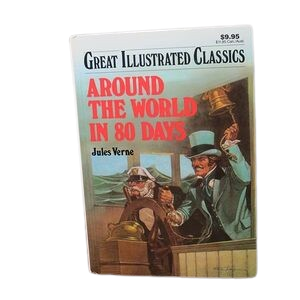 $9.95
GREAT ILLUSTRATED CLASSICS
AROUND
THE WORLD
IN 80 DAYS
Jules Verne